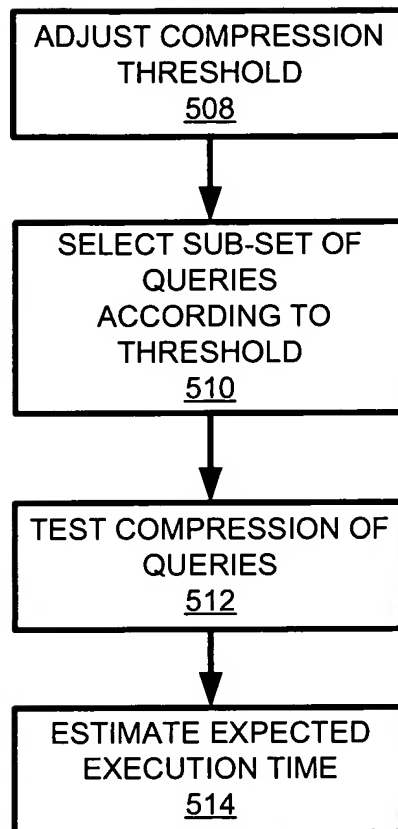 ADJUST COMPRESSION
THRESHOLD
508
SELECT SUB-SET OF
QUERIES
ACCORDING TO
THRESHOLD
510
TEST COMPRESSION OF
QUERIES
512
ESTIMATE EXPECTED
EXECUTION TIME
514